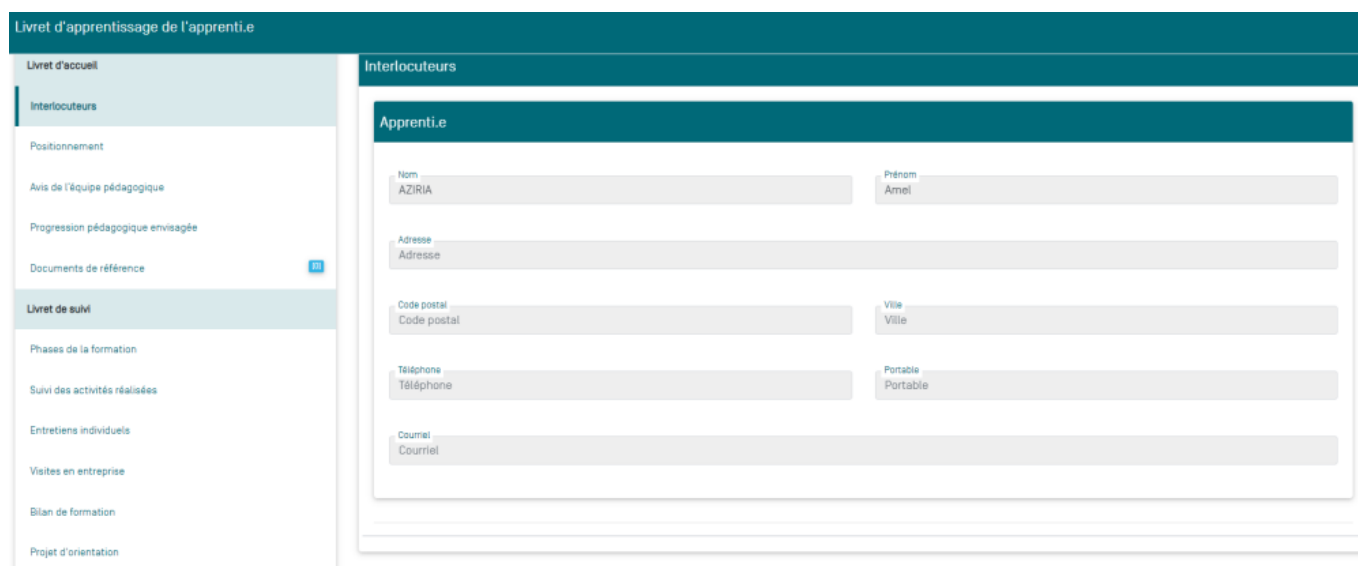 Livret d'apprentissage de l'apprenti.e
Livret d'accueil
Interlocuteurs
Positionnement
Avis de l'équipe pédagogique
Progression pédagogique envisagée
Documents de référence
Livret de suivi
Phases de la formation
Suivi des activités réalisées
Entretiens individuels
Visites en entreprise
Bilan de formation
Projet d'orientation
Interlocuteurs
Apprenti.e
Nom
AZIRIA
Prénom
Amel
Adresse
Adresse
Code postal
Code postal
Ville
Ville
Téléphone
Téléphone
Portable
Portable
Courriel
Courriel